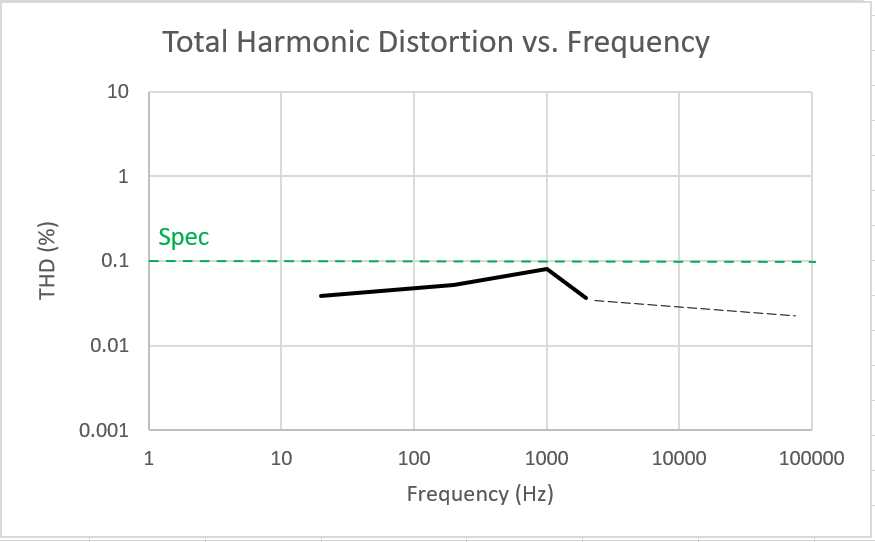 Total Harmonic Distortion vs. Frequency
10
1
Spec
0.1
THD (%)
0.01
0.001
1 10 100 1000 10000 100000
Frequency (Hz)